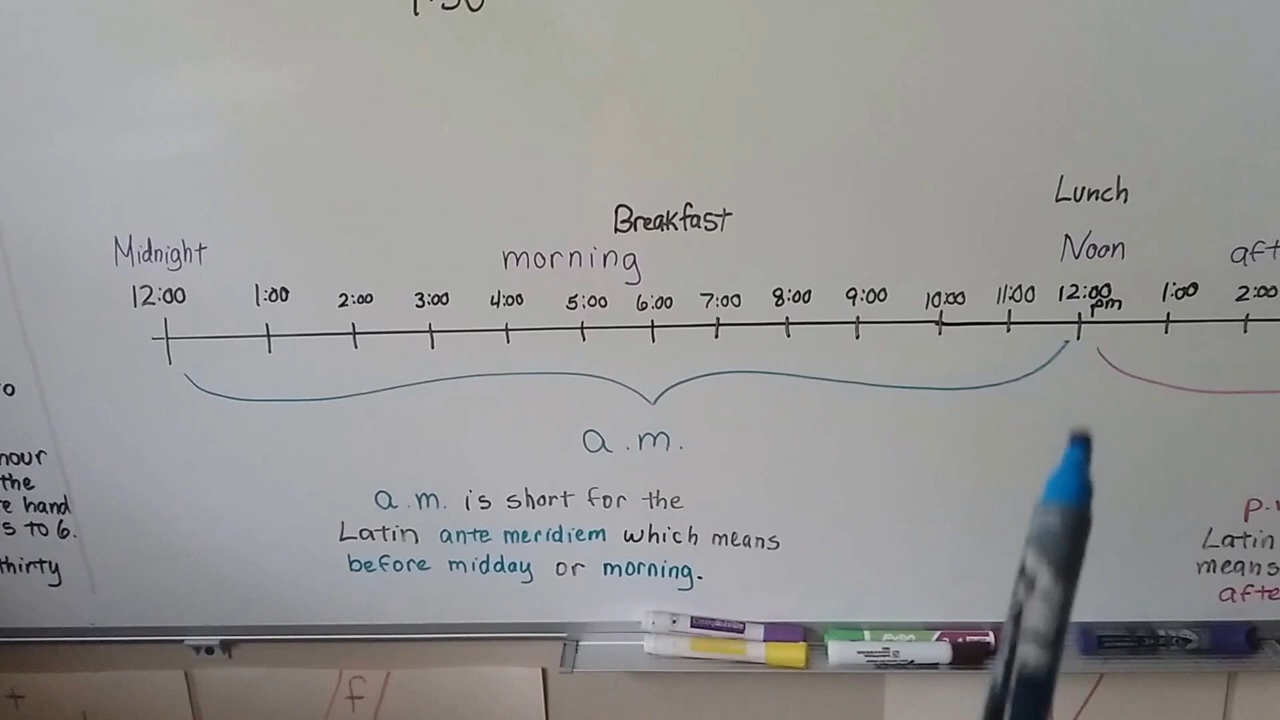 1:30
Lunch
Breakfast
Midnight morning Noon
12:00 1:00 2:00 3:00 4:00 5:00 6:00 7:00 8:00 9:00 10:00 11:00 12:00 pm 1:00 2:00
a.m.
hour
the
hand
to 6.
thirty
a.m. is short for the
Latin ante meridiem which means
before midday or morning.
Latin
means
EXPO
f